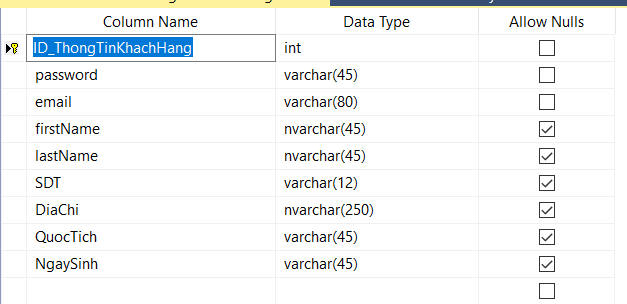 Column Name Data Type Allow Nulls
ID_ThongTinKhachHang int
password varchar(45)
email varchar(80)
firstName nvarchar(45)
lastName nvarchar(45)
SDT varchar(12)
DiaChi nvarchar(250)
QuocTich varchar(45)
NgaySinh varchar(45)